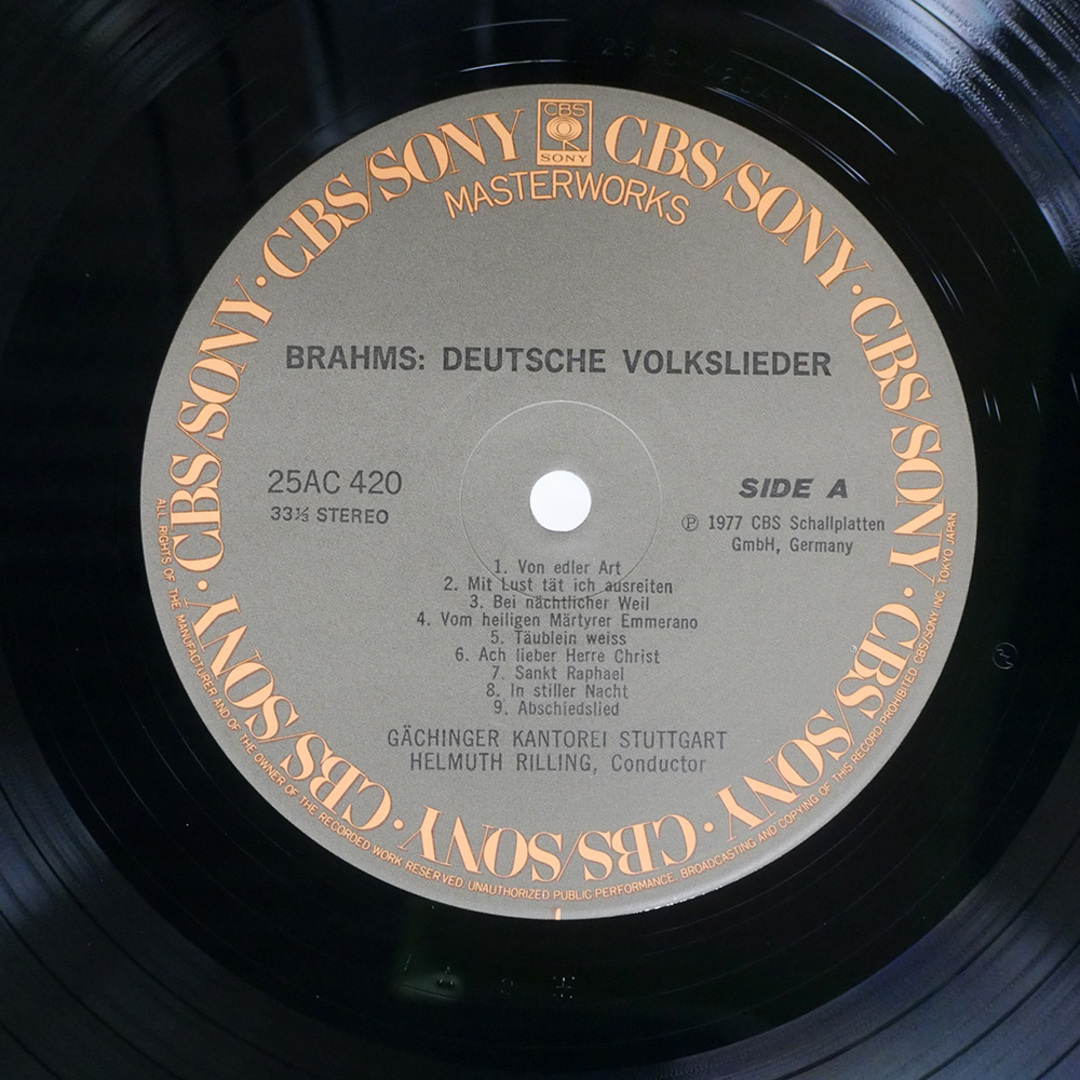 CBS
SONY
CBS/SONY · CBS/SONY · CBS/SONY · CBS/SONY · CBS/SONY · CBS/SONY · CBS/SONY · CBS/SONY
MASTERWORKS
BRAHMS: DEUTSCHE VOLKSLIEDER
25AC 420
33⅓ STEREO
SIDE A
Ⓟ 1977 CBS Schallplatten
GmbH, Germany
1. Von edler Art
2. Mit Lust tät ich ausreiten
3. Bei nächtlicher Weil
4. Vom heiligen Märtyrer Emmerano
5. Täublein weiss
6. Ach lieber Herre Christ
7. Sankt Raphael
8. In stiller Nacht
9. Abschiedslied
GÄCHINGER KANTOREI STUTTGART
HELMUTH RILLING, Conductor
ALL RIGHTS OF THE MANUFACTURER AND OF THE OWNER OF THE RECORDED WORK RESERVED. UNAUTHORIZED PUBLIC PERFORMANCE. BROADCASTING AND COPYING OF THIS RECORD PROHIBITED. CBS/SONY INC. TOKYO JAPAN